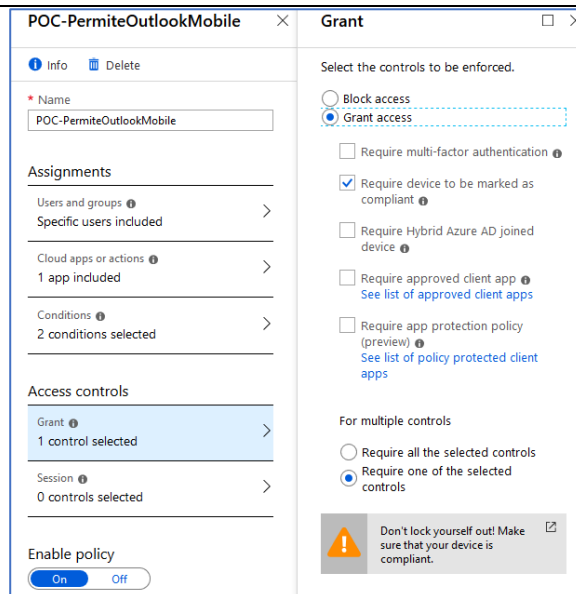 POC-PermiteOutlookMobile
Info Delete
* Name
POC-PermiteOutlookMobile
Assignments
Users and groups
Specific users included
Cloud apps or actions
1 app included
Conditions
2 conditions selected
Access controls
Grant
1 control selected
Session
0 controls selected
Enable policy
On Off
Grant
Select the controls to be enforced.
Block access
Grant access
Require multi-factor authentication
Require device to be marked as
compliant
Require Hybrid Azure AD joined
device
Require approved client app
See list of approved client apps
Require app protection policy
(preview)
See list of policy protected client
apps
For multiple controls
Require all the selected controls
Require one of the selected
controls
Don't lock yourself out! Make
sure that your device is
compliant.